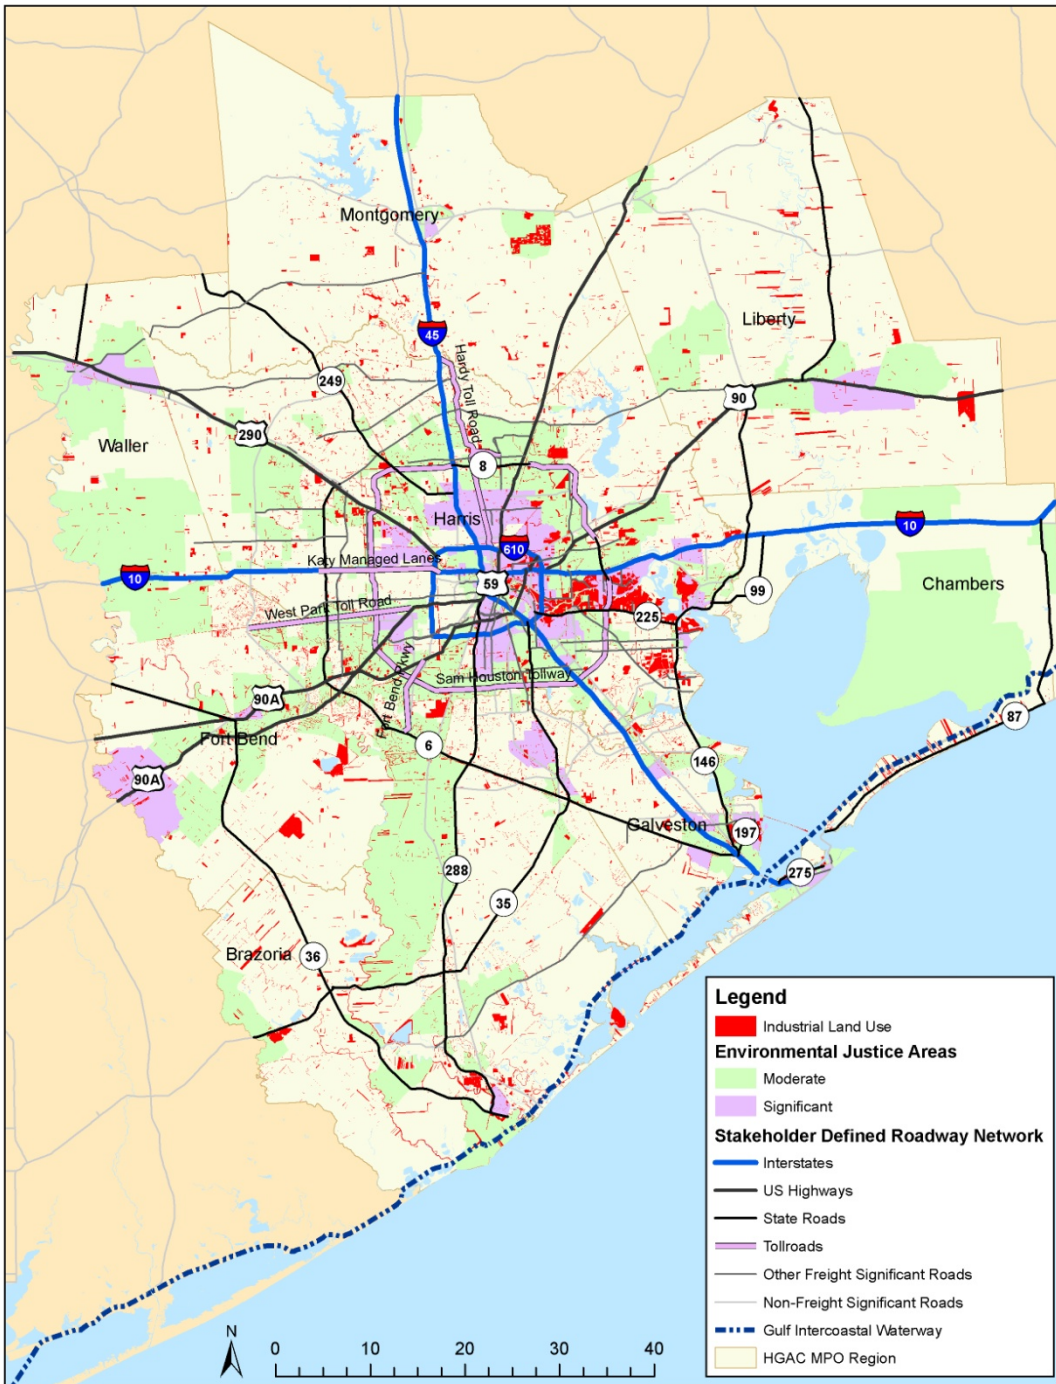 Montgomery
45
Liberty
Hardy Toll Road
249
90
290
Waller
8
Harris
10
610
Katy Managed Lanes
10
59
Chambers
99
West Park Toll Road
225
Sam Houston Tollway
Fort Bend Pkwy
90A
87
Fort Bend
6
146
90A
Galveston
197
275
288
35
Brazoria
36
Legend
Industrial Land Use
Environmental Justice Areas
Moderate
Significant
Stakeholder Defined Roadway Network
Interstates
US Highways
State Roads
Tollroads
Other Freight Significant Roads
Non-Freight Significant Roads
Gulf Intercoastal Waterway
HGAC MPO Region
N
0 10 20 30 40